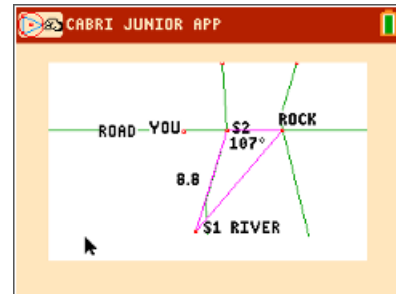 CABRI JUNIOR APP
ROCK
ROAD YOU S2
107°
8.8
S1 RIVER